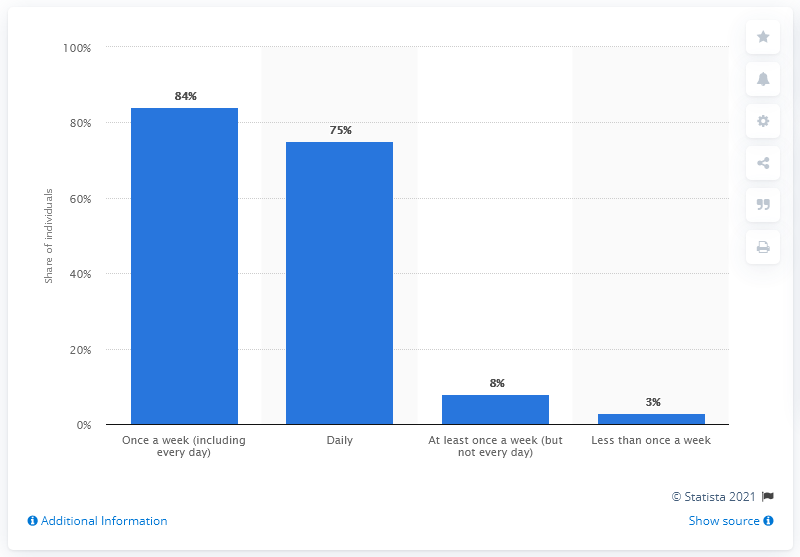 100%
80%
60%
40%
20%
0%
Share of individuals
84%
75%
8%
3%
Once a week (including
every day)
Daily
At least once a week (but
not every day)
Less than once a week
© Statista 2021
Additional Information
Show source